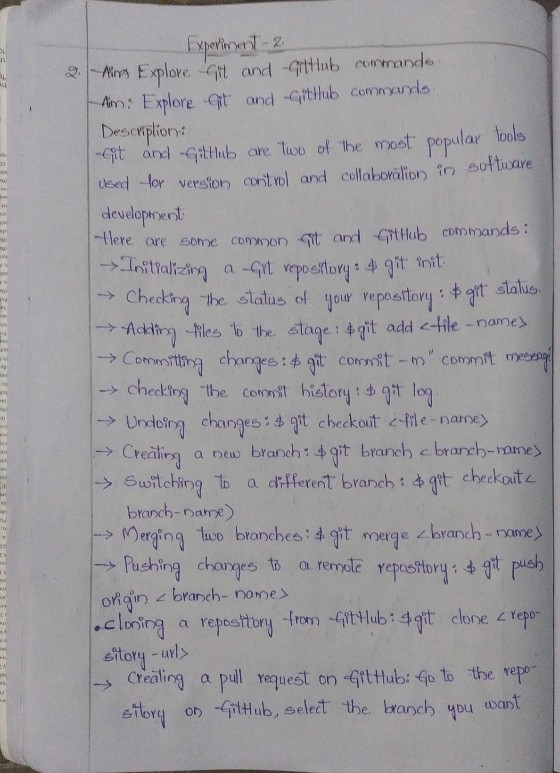 Experiment - 2
2. Aim Explore Git and GitHub commands.
Aim: Explore Git and GitHub commands.
Description:
Git and GitHub are two of the most popular tools
used for version control and collaboration in software
development.
Here are some common Git and GitHub commands:
→ Initializing a Git repository: $ git init.
→ Checking the status of your repository: $ git status.
→ Adding files to the stage: $ git add <file-name>
→ Committing changes: $ git commit -m" commit message"
→ checking the commit history: $ git log.
→ Undoing changes: $ git checkout <file-name>
→ Creating a new branch: $ git branch <branch-name>
→ Switching to a different branch: $ git checkout <
branch-name>
→ Merging two branches: $ git merge <branch-name>
→ Pushing changes to a remote repository: $ git push
origin <branch-name>
• cloning a repository from GitHub: $ git clone <repo-
sitory-url>
→ Creating a pull request on GitHub: Go to the repo-
sitory on GitHub, select the branch you want